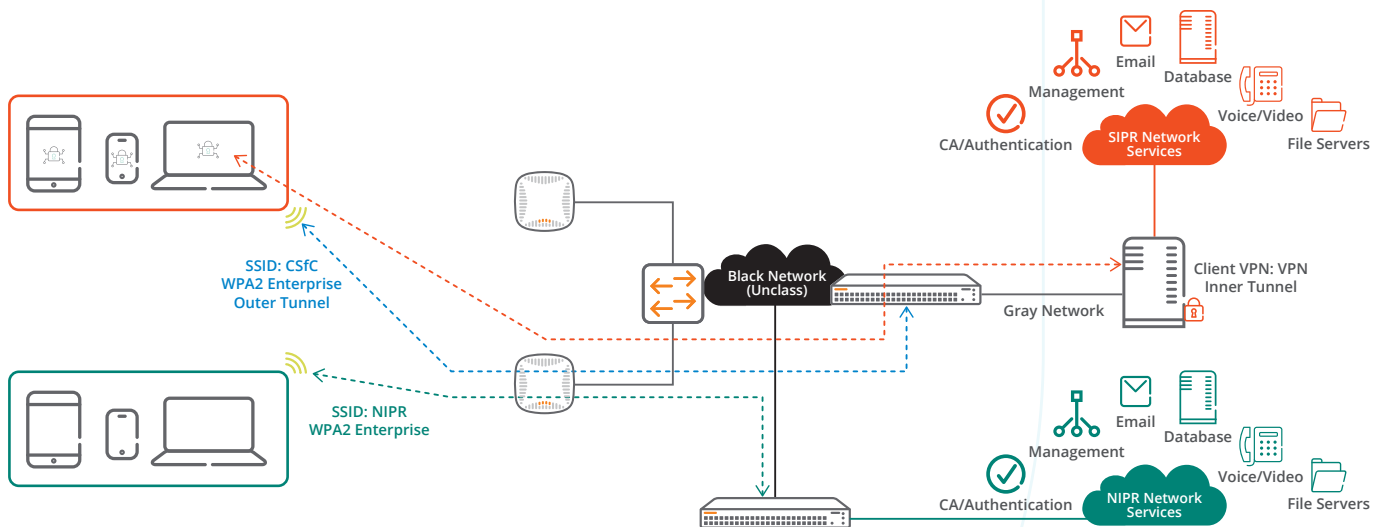 Email
Database
Management
Voice/Video
CA/Authentication
SIPR Network
Services
File Servers
SSID: CSfC
WPA2 Enterprise
Outer Tunnel
Black Network
(Unclass)
Client VPN: VPN
Inner Tunnel
Gray Network
SSID: NIPR
WPA2 Enterprise
Email
Database
Management
Voice/Video
CA/Authentication
NIPR Network
Services
File Servers